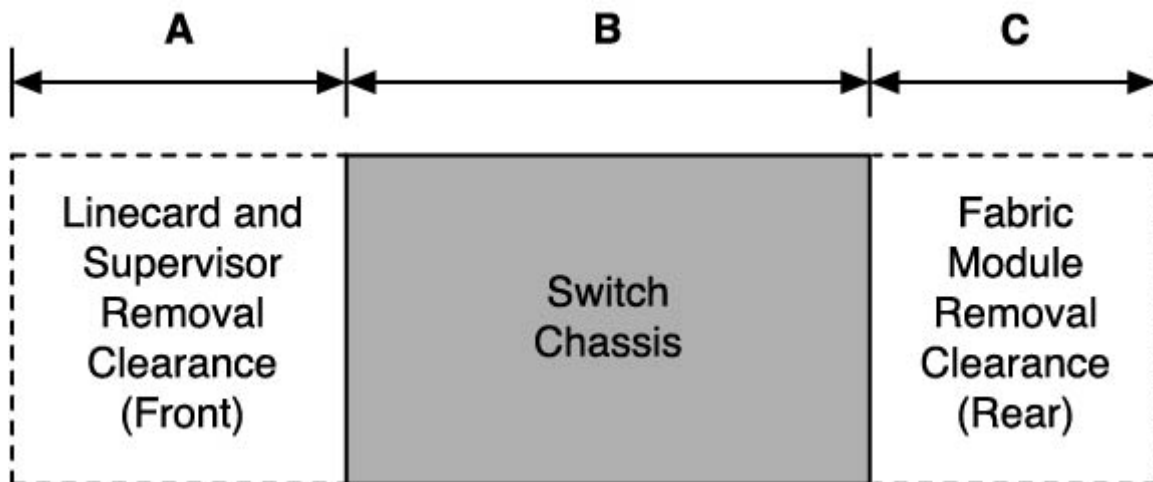 A
B
C
Linecard and
Supervisor
Removal
Clearance
(Front)
Switch
Chassis
Fabric
Module
Removal
Clearance
(Rear)